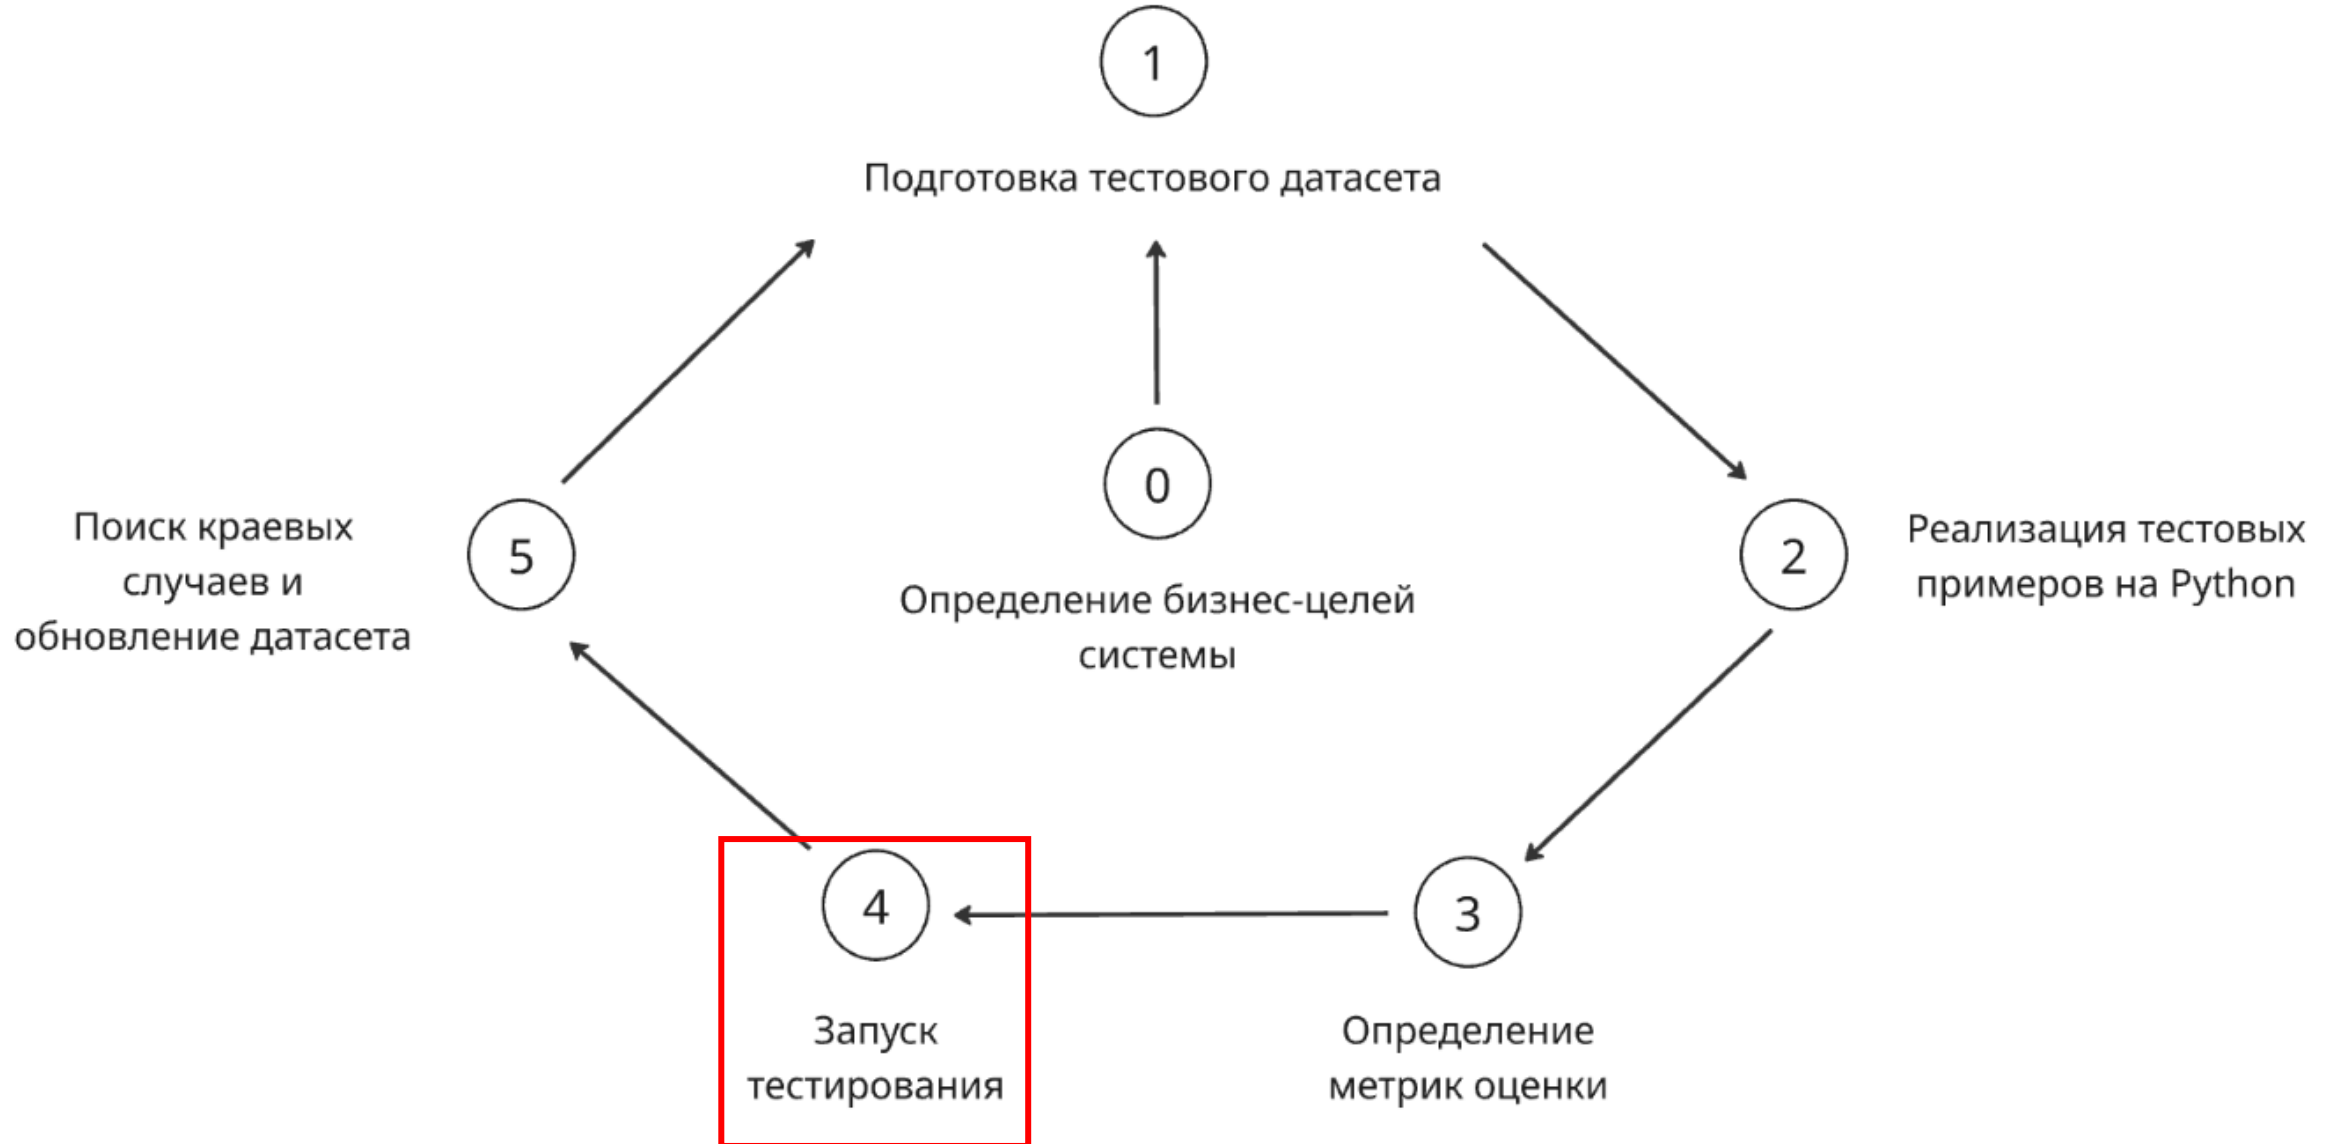 1
Подготовка тестового датасета
0
Определение бизнес-целей
системы
5
Поиск краевых
случаев и
обновление датасета
2
Реализация тестовых
примеров на Python
4
Запуск
тестирования
3
Определение
метрик оценки